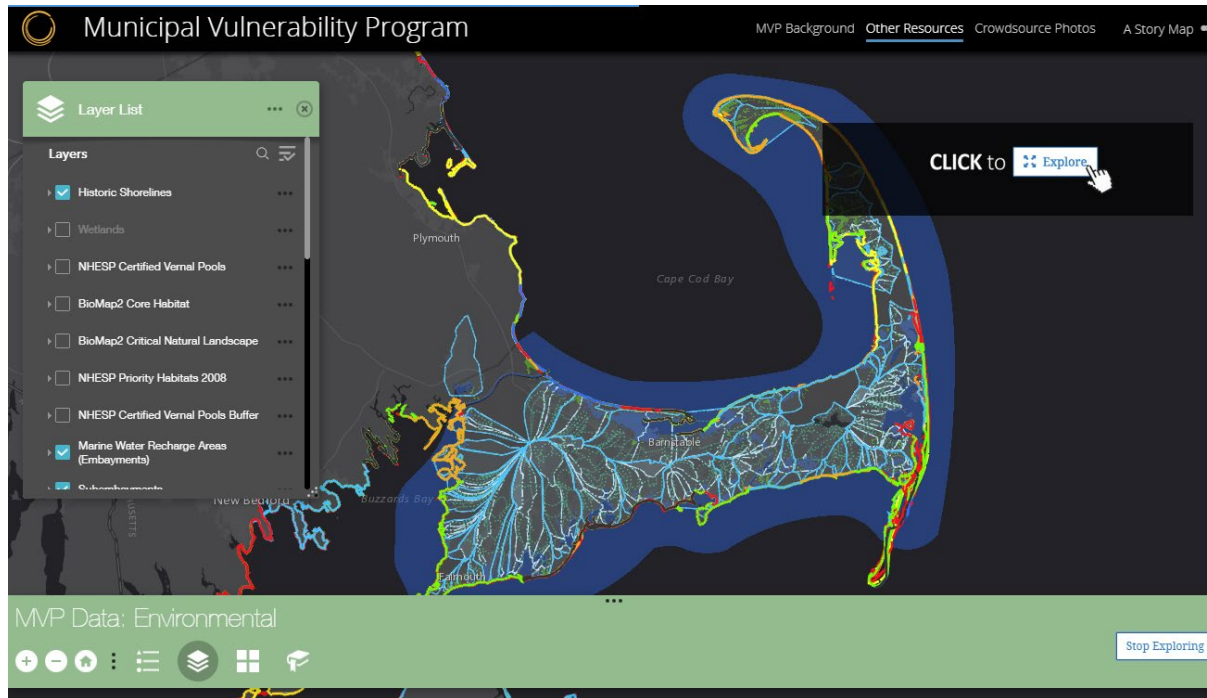 Municipal Vulnerability Program
MVP Background Other Resources Crowdsource Photos A Story Map
Layer List
Layers
Historic Shorelines
Wetlands
NHESP Certified Vernal Pools
BioMap2 Core Habitat
BioMap2 Critical Natural Landscape
NHESP Priority Habitats 2008
NHESP Certified Vernal Pools Buffer
Marine Water Recharge Areas
(Embayments)
Subembayments
CLICK to Explore
Plymouth
Cape Cod Bay
Barnstable
New Bedford
Buzzards Bay
Falmouth
MVP Data: Environmental
Stop Exploring